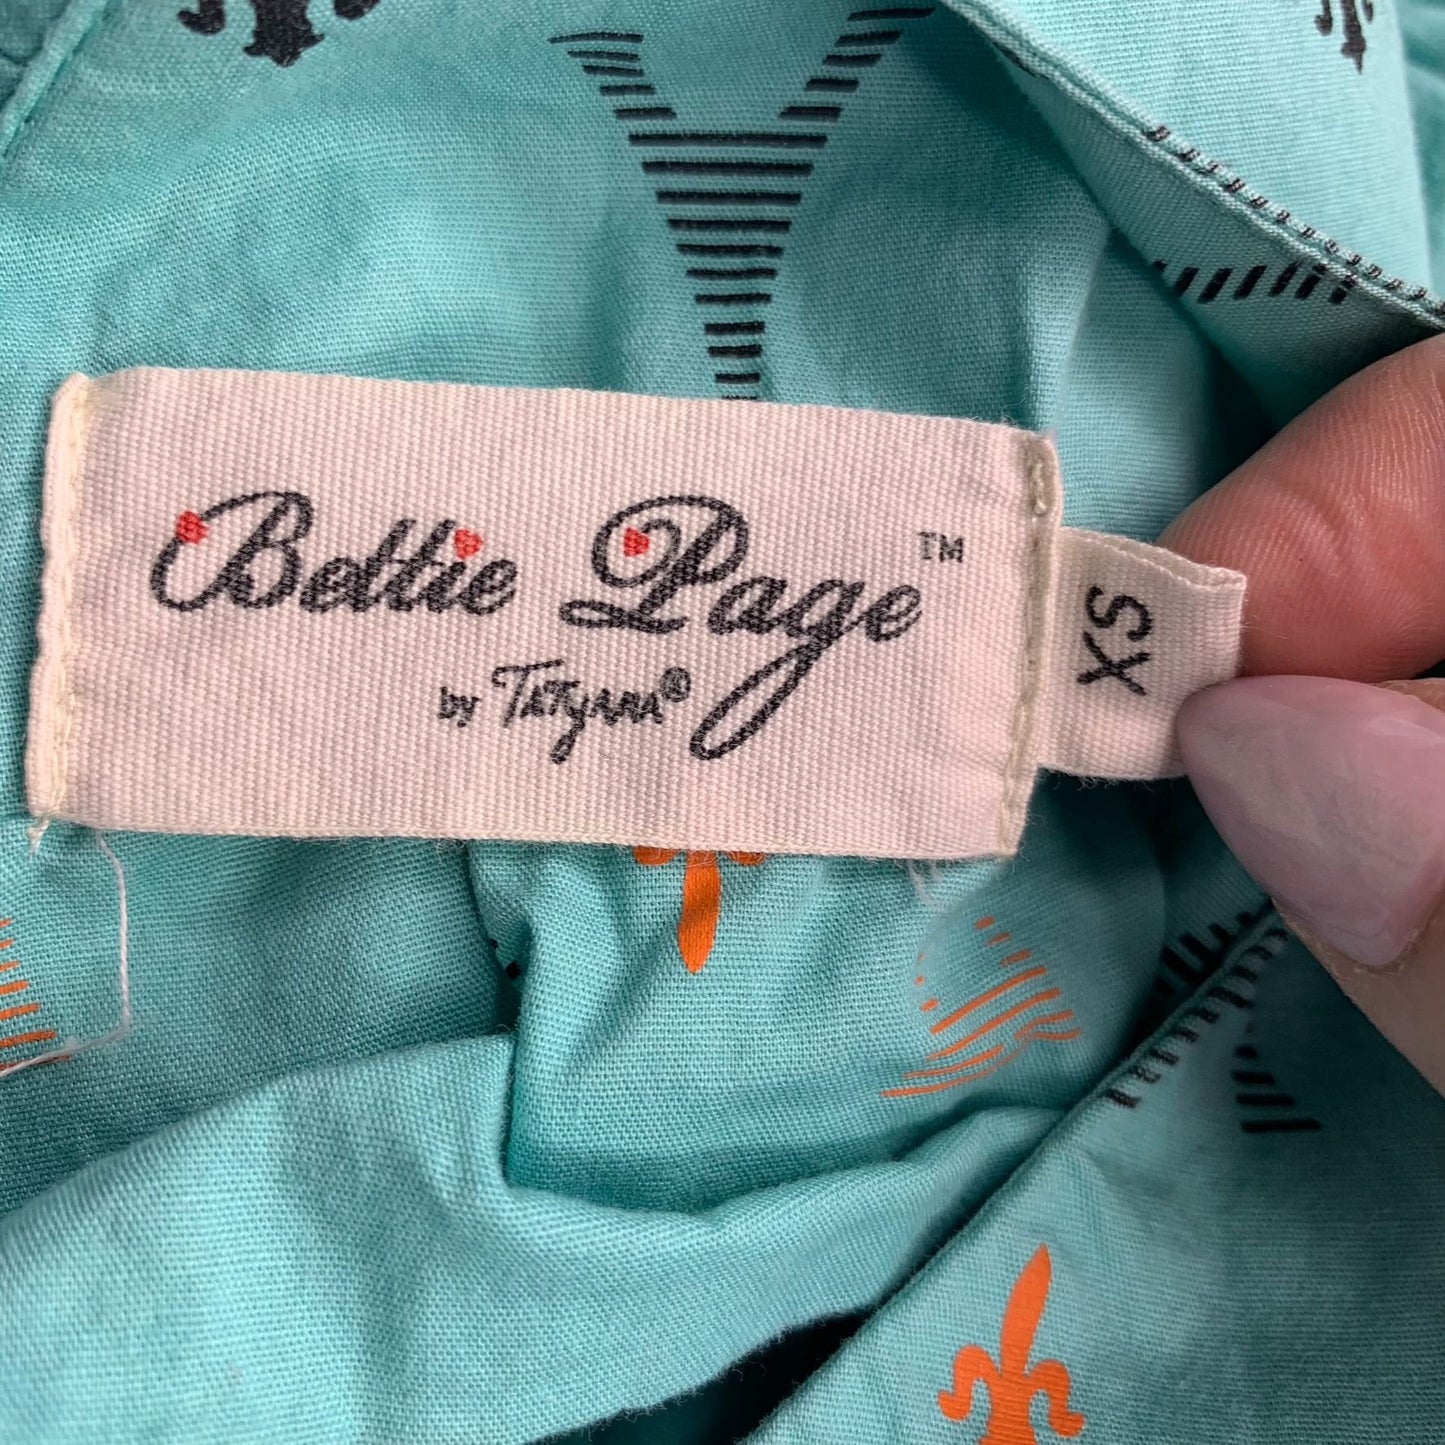 Bettie Page™
by Tatyana®
XS